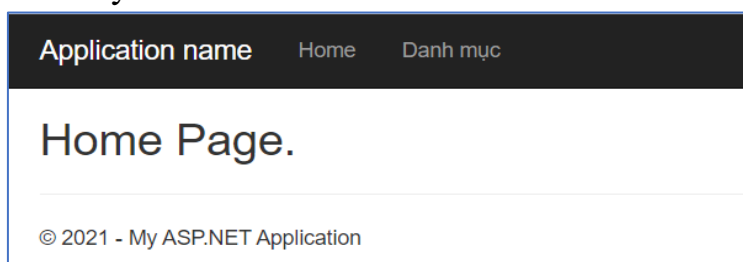 Application name Home Danh mục
Home Page.
© 2021 - My ASP.NET Application